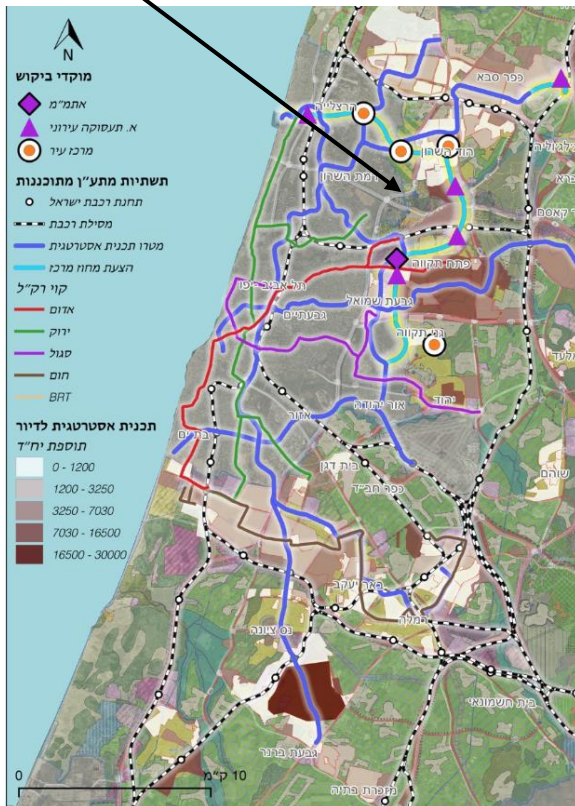 N
מוקדי ביקוש
אתמ"מ
א. תעסוקה עירוני
מרכז עיר
תשתיות מתע"ן מתוכננות
תחנת רכבת ישראל
מסילת רכבת
מטרו תכנית אסטרטגית
הצעת מחוז מרכז
קווי רק"ל
אדום
ירוק
סגול
חום
BRT
תכנית אסטרטגית לדיור
תוספת יח"ד
0 - 1200
1200 - 3250
3250 - 7030
7030 - 16500
16500 - 30000
כפר סבא
הרצלייה
הוד השרון
רמת השרון
פתח תקווה
תל אביב - יפו
גבעת שמואל
גבעתיים
גני תקווה
יהוד
אור יהודה
אזור
בת ים
בית דגן
כפר חב"ד
שוהם
באר יעקב
רמלה
נס ציונה
בית חשמונאי
גבעת ברנר
מזכרת בתיה
0 10 ק"מ